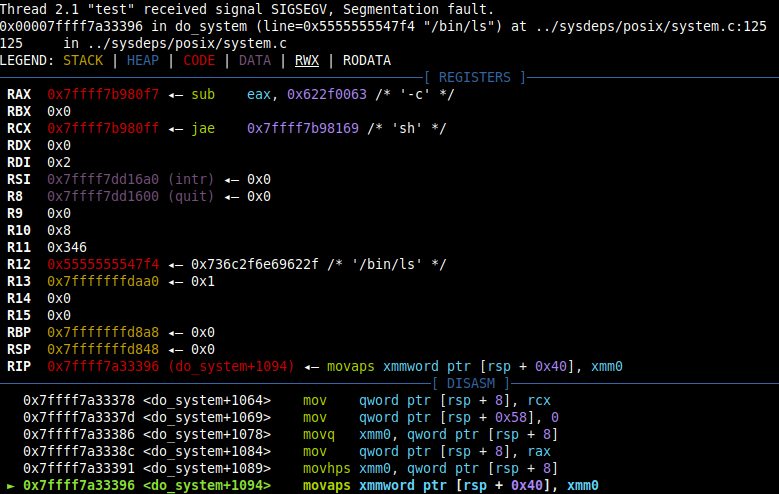 Thread 2.1 "test" received signal SIGSEGV, Segmentation fault.
0x00007ffff7a33396 in do_system (line=0x5555555547f4 "/bin/ls") at ../sysdeps/posix/system.c:125
125     in ../sysdeps/posix/system.c
LEGEND: STACK | HEAP | CODE | DATA | RWX | RODATA
[ REGISTERS ]
RAX  0x7ffff7b980f7 ◂— sub    eax, 0x622f0063 /* '-c' */
RBX  0x0
RCX  0x7ffff7b980ff ◂— jae    0x7ffff7b98169 /* 'sh' */
RDX  0x0
RDI  0x2
RSI  0x7ffff7dd16a0 (intr) ◂— 0x0
R8   0x7ffff7dd1600 (quit) ◂— 0x0
R9   0x0
R10  0x8
R11  0x346
R12  0x5555555547f4 ◂— 0x736c2f6e69622f /* '/bin/ls' */
R13  0x7fffffffdaa0 ◂— 0x1
R14  0x0
R15  0x0
RBP  0x7fffffffd8a8 ◂— 0x0
RSP  0x7fffffffd848 ◂— 0x0
RIP  0x7ffff7a33396 (do_system+1094) ◂— movaps xmmword ptr [rsp + 0x40], xmm0
[ DISASM ]
0x7ffff7a33378 <do_system+1064>    mov    qword ptr [rsp + 8], rcx
0x7ffff7a3337d <do_system+1069>    mov    qword ptr [rsp + 0x58], 0
0x7ffff7a33386 <do_system+1078>    movq   xmm0, qword ptr [rsp + 8]
0x7ffff7a3338c <do_system+1084>    mov    qword ptr [rsp + 8], rax
0x7ffff7a33391 <do_system+1089>    movhps xmm0, qword ptr [rsp + 8]
► 0x7ffff7a33396 <do_system+1094>    movaps xmmword ptr [rsp + 0x40], xmm0